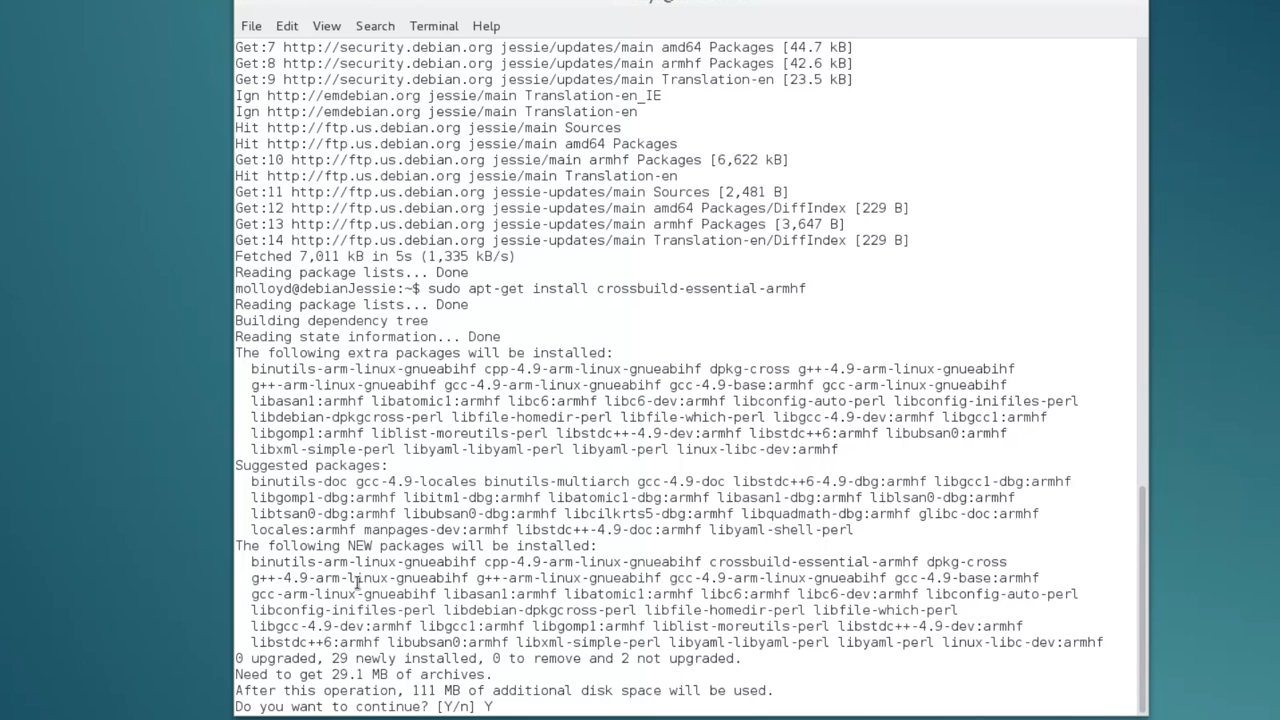 File Edit View Search Terminal Help
Get:7 http://security.debian.org jessie/updates/main amd64 Packages [44.7 kB]
Get:8 http://security.debian.org jessie/updates/main armhf Packages [42.6 kB]
Get:9 http://security.debian.org jessie/updates/main Translation-en [23.5 kB]
Ign http://emdebian.org jessie/main Translation-en_IE
Ign http://emdebian.org jessie/main Translation-en
Hit http://ftp.us.debian.org jessie/main Sources
Hit http://ftp.us.debian.org jessie/main amd64 Packages
Get:10 http://ftp.us.debian.org jessie/main armhf Packages [6,622 kB]
Hit http://ftp.us.debian.org jessie/main Translation-en
Get:11 http://ftp.us.debian.org jessie-updates/main Sources [2,481 B]
Get:12 http://ftp.us.debian.org jessie-updates/main amd64 Packages/DiffIndex [229 B]
Get:13 http://ftp.us.debian.org jessie-updates/main armhf Packages [3,647 B]
Get:14 http://ftp.us.debian.org jessie-updates/main Translation-en/DiffIndex [229 B]
Fetched 7,011 kB in 5s (1,335 kB/s)
Reading package lists... Done
molloyd@debianJessie:~$ sudo apt-get install crossbuild-essential-armhf
Reading package lists... Done
Building dependency tree
Reading state information... Done
The following extra packages will be installed:
binutils-arm-linux-gnueabihf cpp-4.9-arm-linux-gnueabihf dpkg-cross g++-4.9-arm-linux-gnueabihf
g++-arm-linux-gnueabihf gcc-4.9-arm-linux-gnueabihf gcc-4.9-base:armhf gcc-arm-linux-gnueabihf
libasan1:armhf libatomic1:armhf libc6:armhf libc6-dev:armhf libconfig-auto-perl libconfig-inifiles-perl
libdebian-dpkgcross-perl libfile-homedir-perl libfile-which-perl libgcc-4.9-dev:armhf libgcc1:armhf
libgomp1:armhf liblist-moreutils-perl libstdc++-4.9-dev:armhf libstdc++6:armhf libubsan0:armhf
libxml-simple-perl libyaml-libyaml-perl libyaml-perl linux-libc-dev:armhf
Suggested packages:
binutils-doc gcc-4.9-locales binutils-multiarch gcc-4.9-doc libstdc++6-4.9-dbg:armhf libgcc1-dbg:armhf
libgomp1-dbg:armhf libitm1-dbg:armhf libatomic1-dbg:armhf libasan1-dbg:armhf liblsan0-dbg:armhf
libtsan0-dbg:armhf libubsan0-dbg:armhf libcilkrts5-dbg:armhf libquadmath-dbg:armhf glibc-doc:armhf
locales:armhf manpages-dev:armhf libstdc++-4.9-doc:armhf libyaml-shell-perl
The following NEW packages will be installed:
binutils-arm-linux-gnueabihf cpp-4.9-arm-linux-gnueabihf crossbuild-essential-armhf dpkg-cross
g++-4.9-arm-linux-gnueabihf g++-arm-linux-gnueabihf gcc-4.9-arm-linux-gnueabihf gcc-4.9-base:armhf
gcc-arm-linux-gnueabihf libasan1:armhf libatomic1:armhf libc6:armhf libc6-dev:armhf libconfig-auto-perl
libconfig-inifiles-perl libdebian-dpkgcross-perl libfile-homedir-perl libfile-which-perl
libgcc-4.9-dev:armhf libgcc1:armhf libgomp1:armhf liblist-moreutils-perl libstdc++-4.9-dev:armhf
libstdc++6:armhf libubsan0:armhf libxml-simple-perl libyaml-libyaml-perl libyaml-perl linux-libc-dev:armhf
0 upgraded, 29 newly installed, 0 to remove and 2 not upgraded.
Need to get 29.1 MB of archives.
After this operation, 111 MB of additional disk space will be used.
Do you want to continue? [Y/n] Y